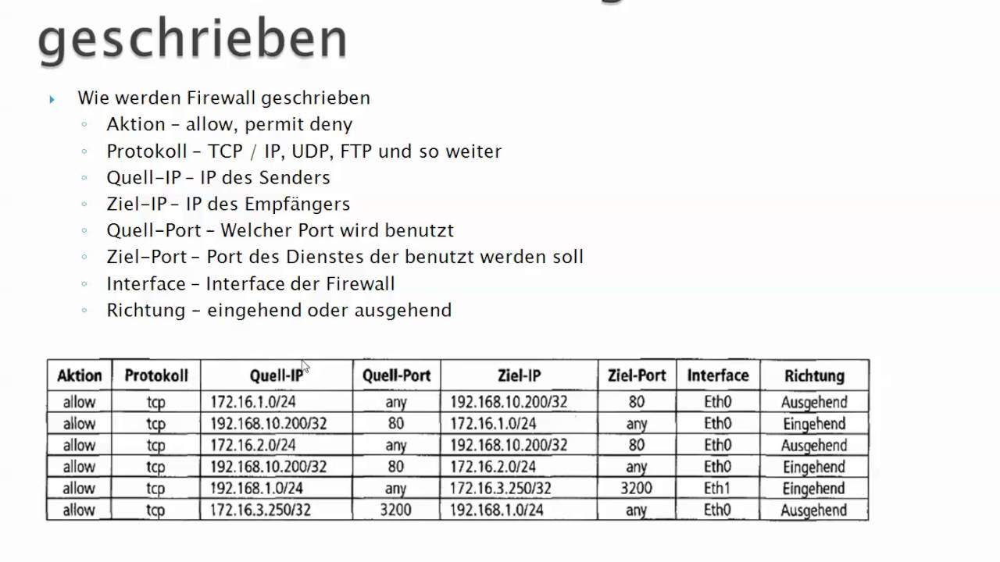 geschrieben
Wie werden Firewall geschrieben
Aktion – allow, permit deny
Protokoll – TCP / IP, UDP, FTP und so weiter
Quell-IP – IP des Senders
Ziel-IP – IP des Empfängers
Quell-Port – Welcher Port wird benutzt
Ziel-Port – Port des Dienstes der benutzt werden soll
Interface – Interface der Firewall
Richtung – eingehend oder ausgehend
Aktion Protokoll Quell-IP Quell-Port Ziel-IP Ziel-Port Interface Richtung
allow tcp 172.16.1.0/24 any 192.168.10.200/32 80 Eth0 Ausgehend
allow tcp 192.168.10.200/32 80 172.16.1.0/24 any Eth0 Eingehend
allow tcp 172.16.2.0/24 any 192.168.10.200/32 80 Eth0 Ausgehend
allow tcp 192.168.10.200/32 80 172.16.2.0/24 any Eth0 Eingehend
allow tcp 192.168.1.0/24 any 172.16.3.250/32 3200 Eth1 Eingehend
allow tcp 172.16.3.250/32 3200 192.168.1.0/24 any Eth0 Ausgehend